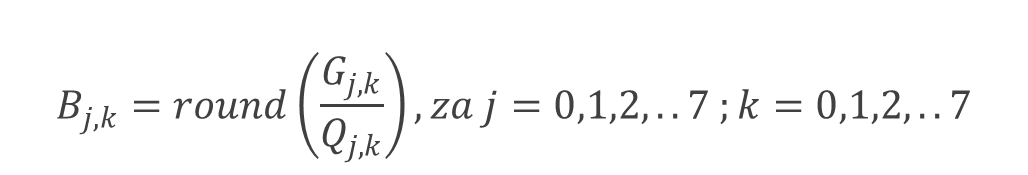 B_{j,k} = round(G_{j,k}/Q_{j,k}), za j = 0,1,2,..7 ; k = 0,1,2,..7